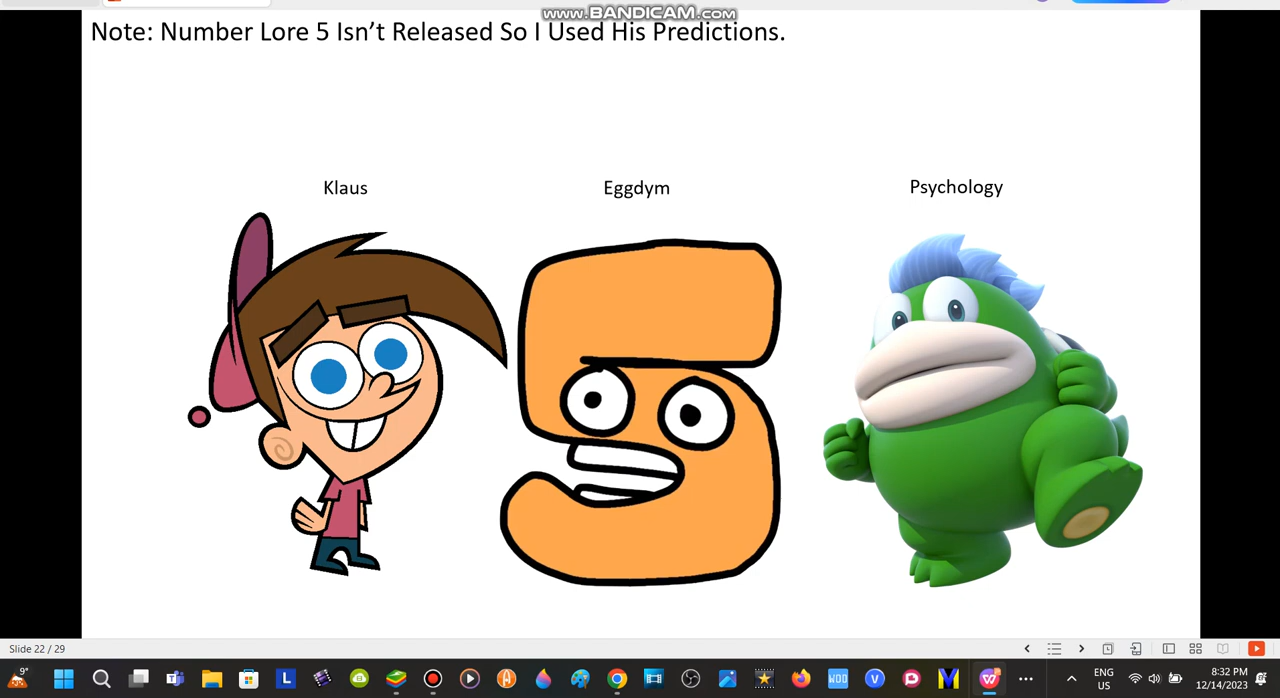 www.BANDICAM.com
Note: Number Lore 5 Isn’t Released So I Used His Predictions.
Klaus
Eggdym
Psychology
Slide 22 / 29
9°
ENG
US
8:32 PM
12/14/2023